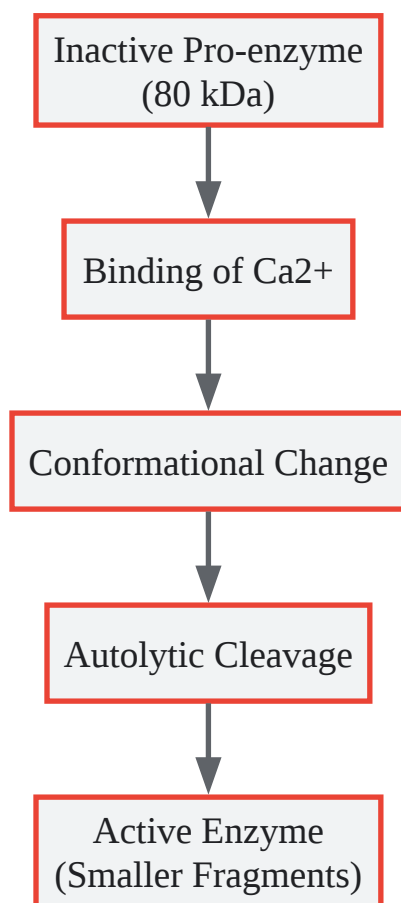 Inactive Pro-enzyme
(80 kDa)
Binding of Ca2+
Conformational Change
Autolytic Cleavage
Active Enzyme
(Smaller Fragments)